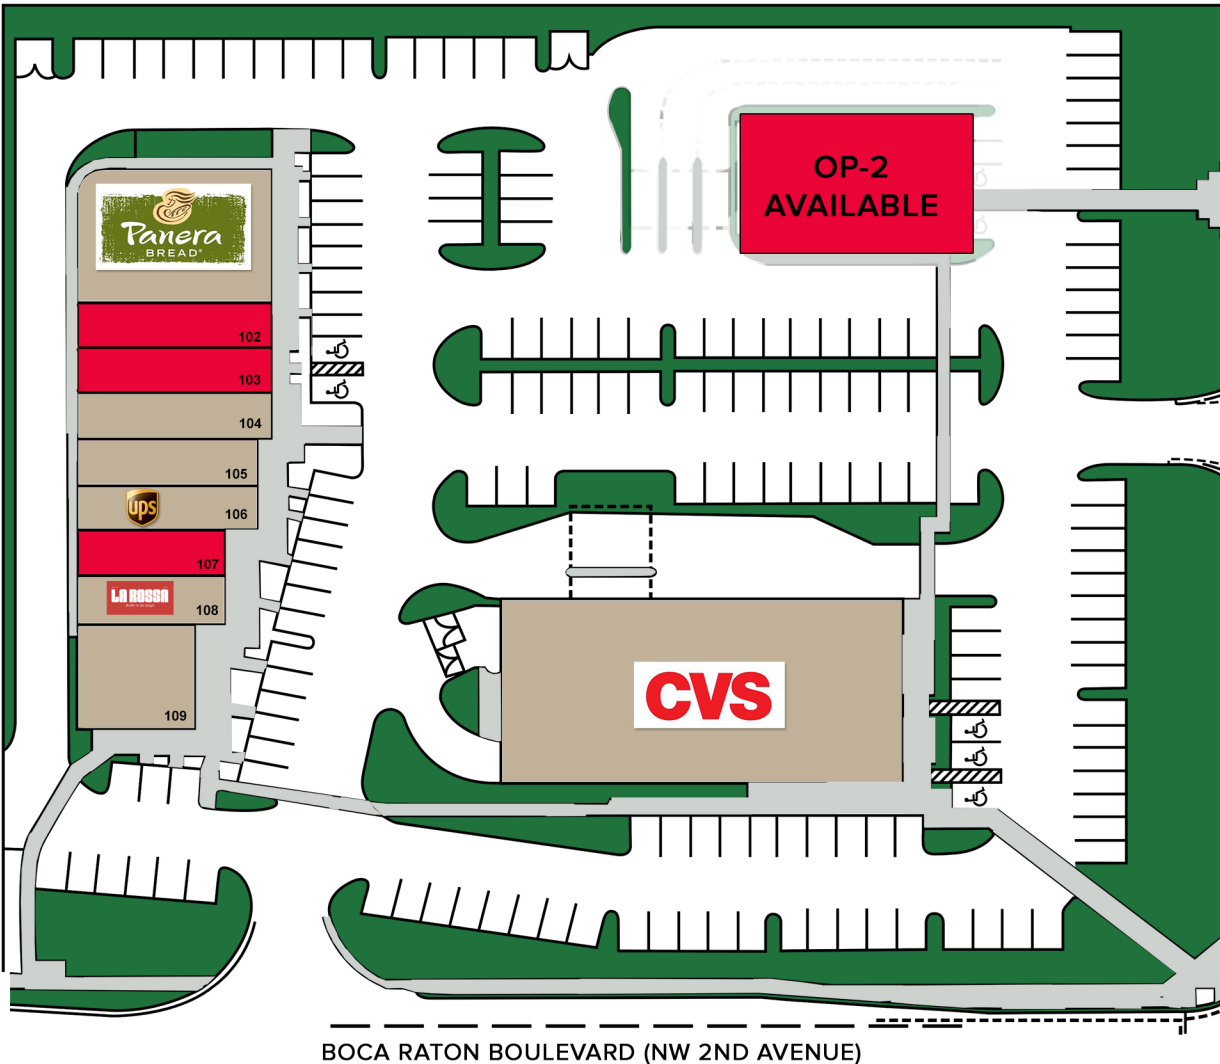 OP-2
AVAILABLE
Panera
BREAD®
102
103
104
105
ups
106
107
LA ROSSA
108
CVS
109
BOCA RATON BOULEVARD (NW 2ND AVENUE)